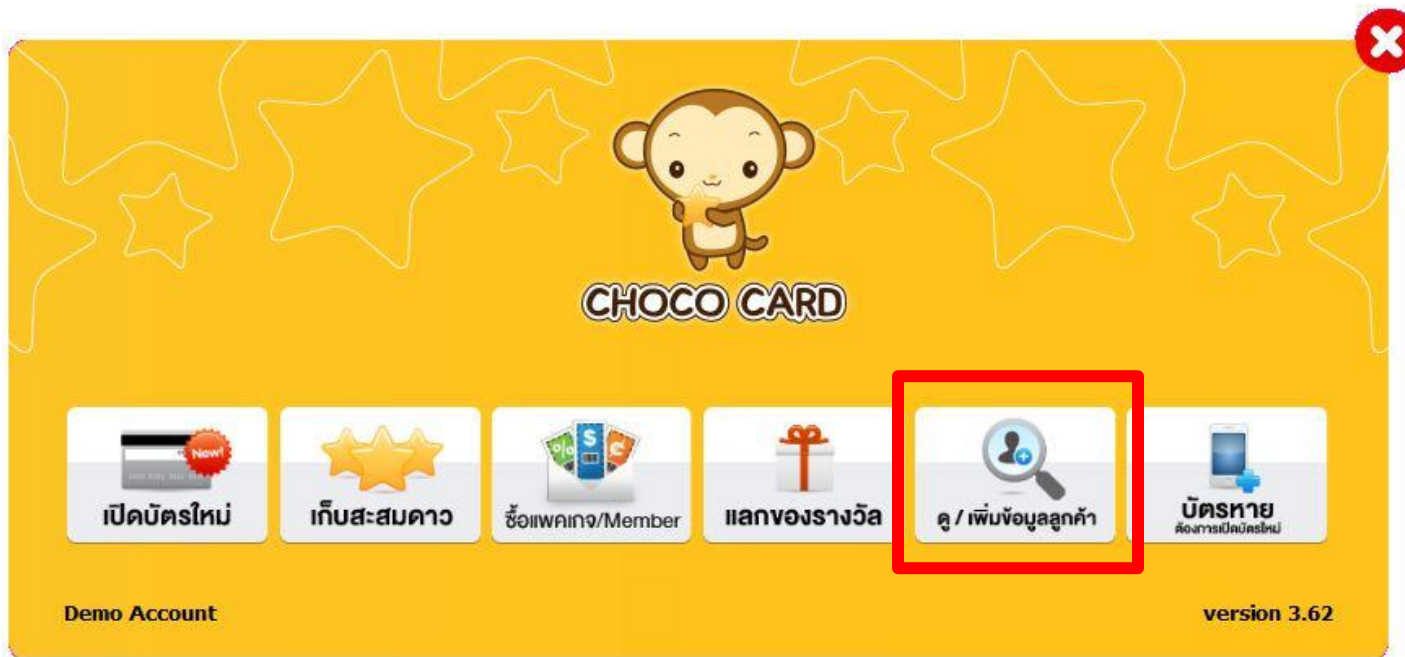 CHOCO CARD
New!
% $ €
เปิดบัตรใหม่
เก็บสะสมดาว
ซื้อแพคเกจ/Member
แลกของรางวัล
ดู / เพิ่มข้อมูลลูกค้า
บัตรหาย
ต้องการเปิดบัตรใหม่
Demo Account
version 3.62